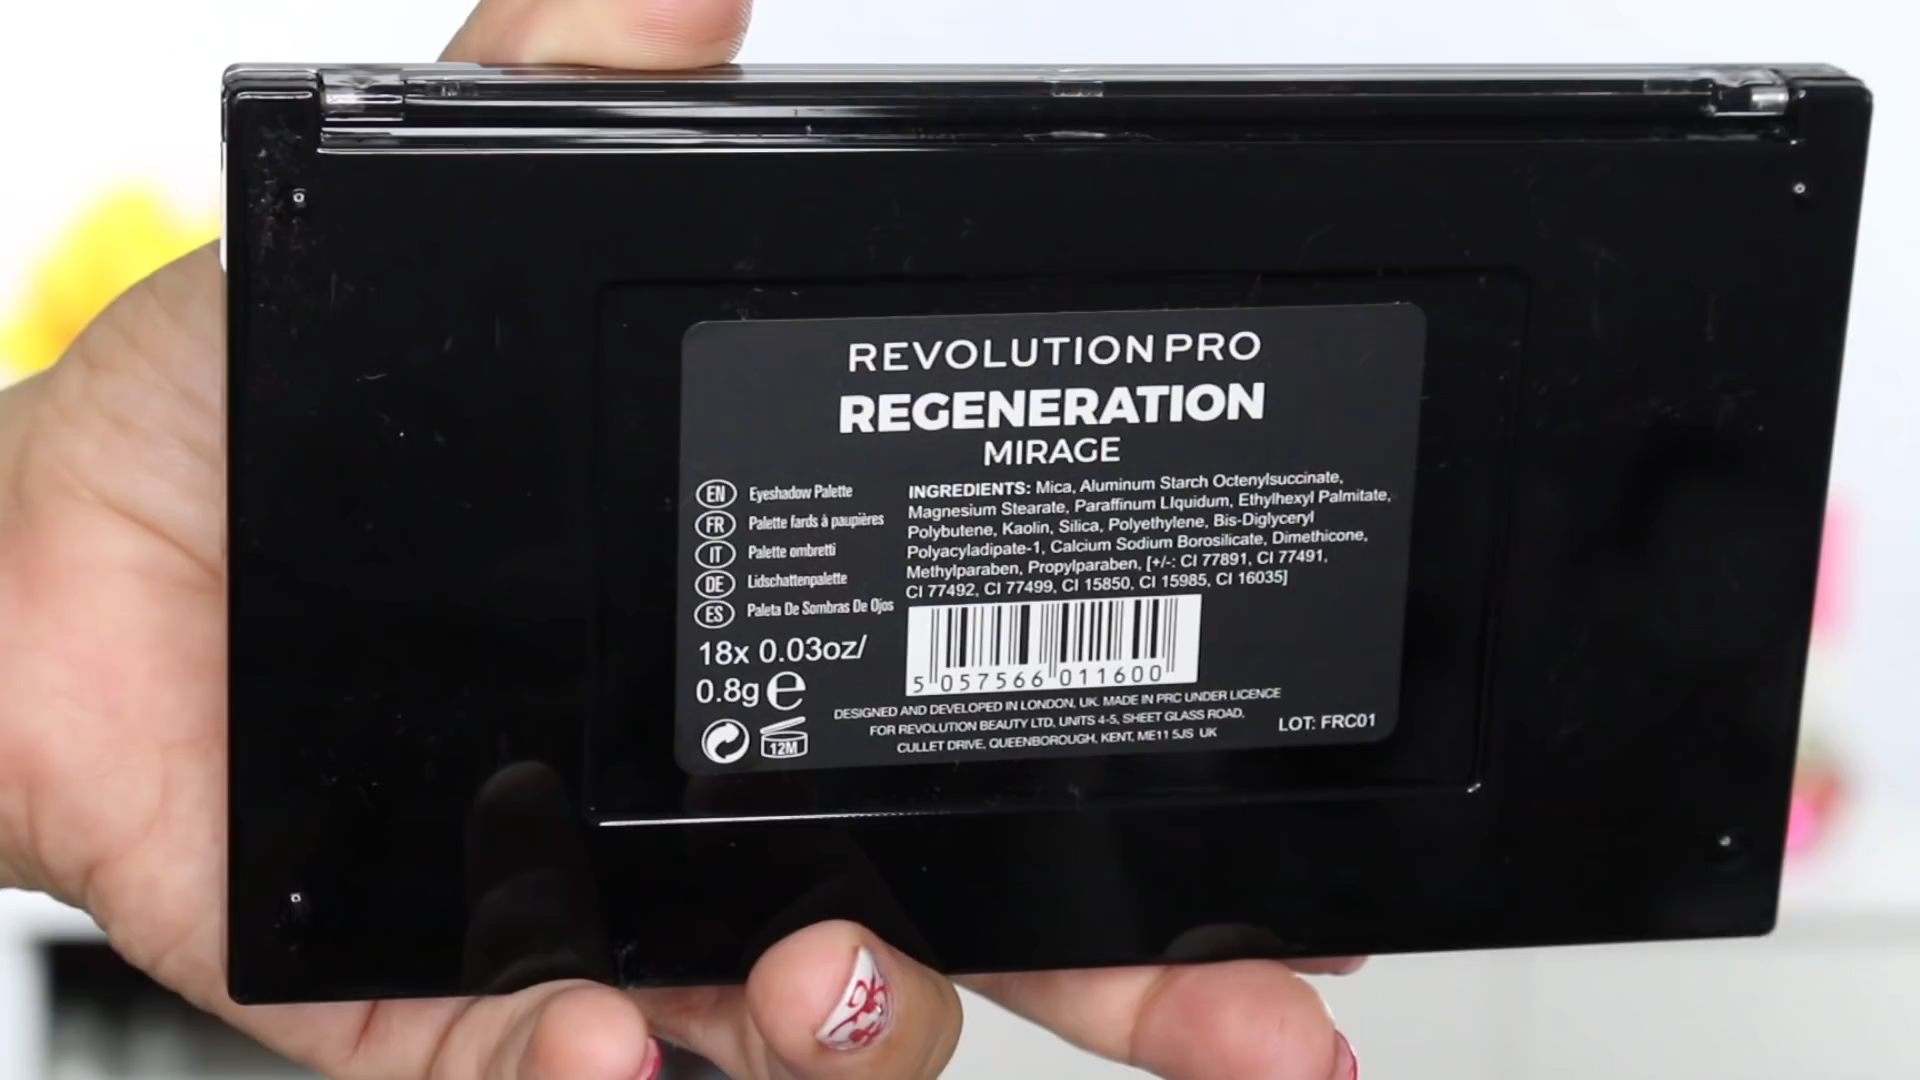 REVOLUTION PRO
REGENERATION
MIRAGE
EN Eyeshadow Palette
FR Palette fards à paupières
IT Palette ombretti
DE Lidschattenpalette
ES Paleta De Sombras De Ojos
18x 0.03oz/
0.8g e
12M
INGREDIENTS: Mica, Aluminum Starch Octenylsuccinate,
Magnesium Stearate, Paraffinum LIquidum, Ethylhexyl Palmitate,
Polybutene, Kaolin, Silica, Polyethylene, Bis-Diglyceryl
Polyacyladipate-1, Calcium Sodium Borosilicate, Dimethicone,
Methylparaben, Propylparaben, [+/-: CI 77891, CI 77491,
CI 77492, CI 77499, CI 15850, CI 15985, CI 16035]
5 057566 011600
DESIGNED AND DEVELOPED IN LONDON, UK. MADE IN PRC UNDER LICENCE
FOR REVOLUTION BEAUTY LTD, UNITS 4-5, SHEET GLASS ROAD,
CULLET DRIVE, QUEENBOROUGH, KENT, ME11 5JS UK
LOT: FRC01